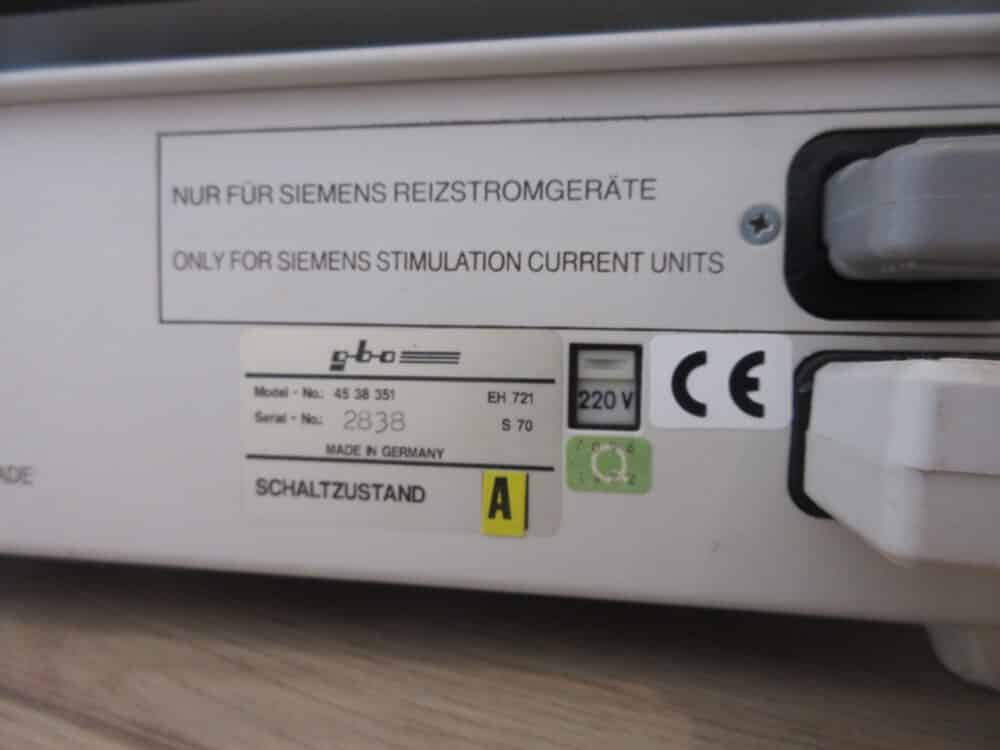 NUR FÜR SIEMENS REIZSTROMGERÄTE
ONLY FOR SIEMENS STIMULATION CURRENT UNITS
gbo
Model - No.: 45 38 351 EH 721
Serial - No.: 2838 S 70
MADE IN GERMANY
SCHALTZUSTAND A
220 V
CE
Q
ADE